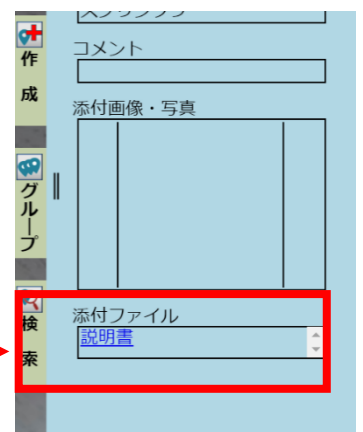 作成
コメント
添付画像・写真
グループ
添付ファイル
説明書
検索